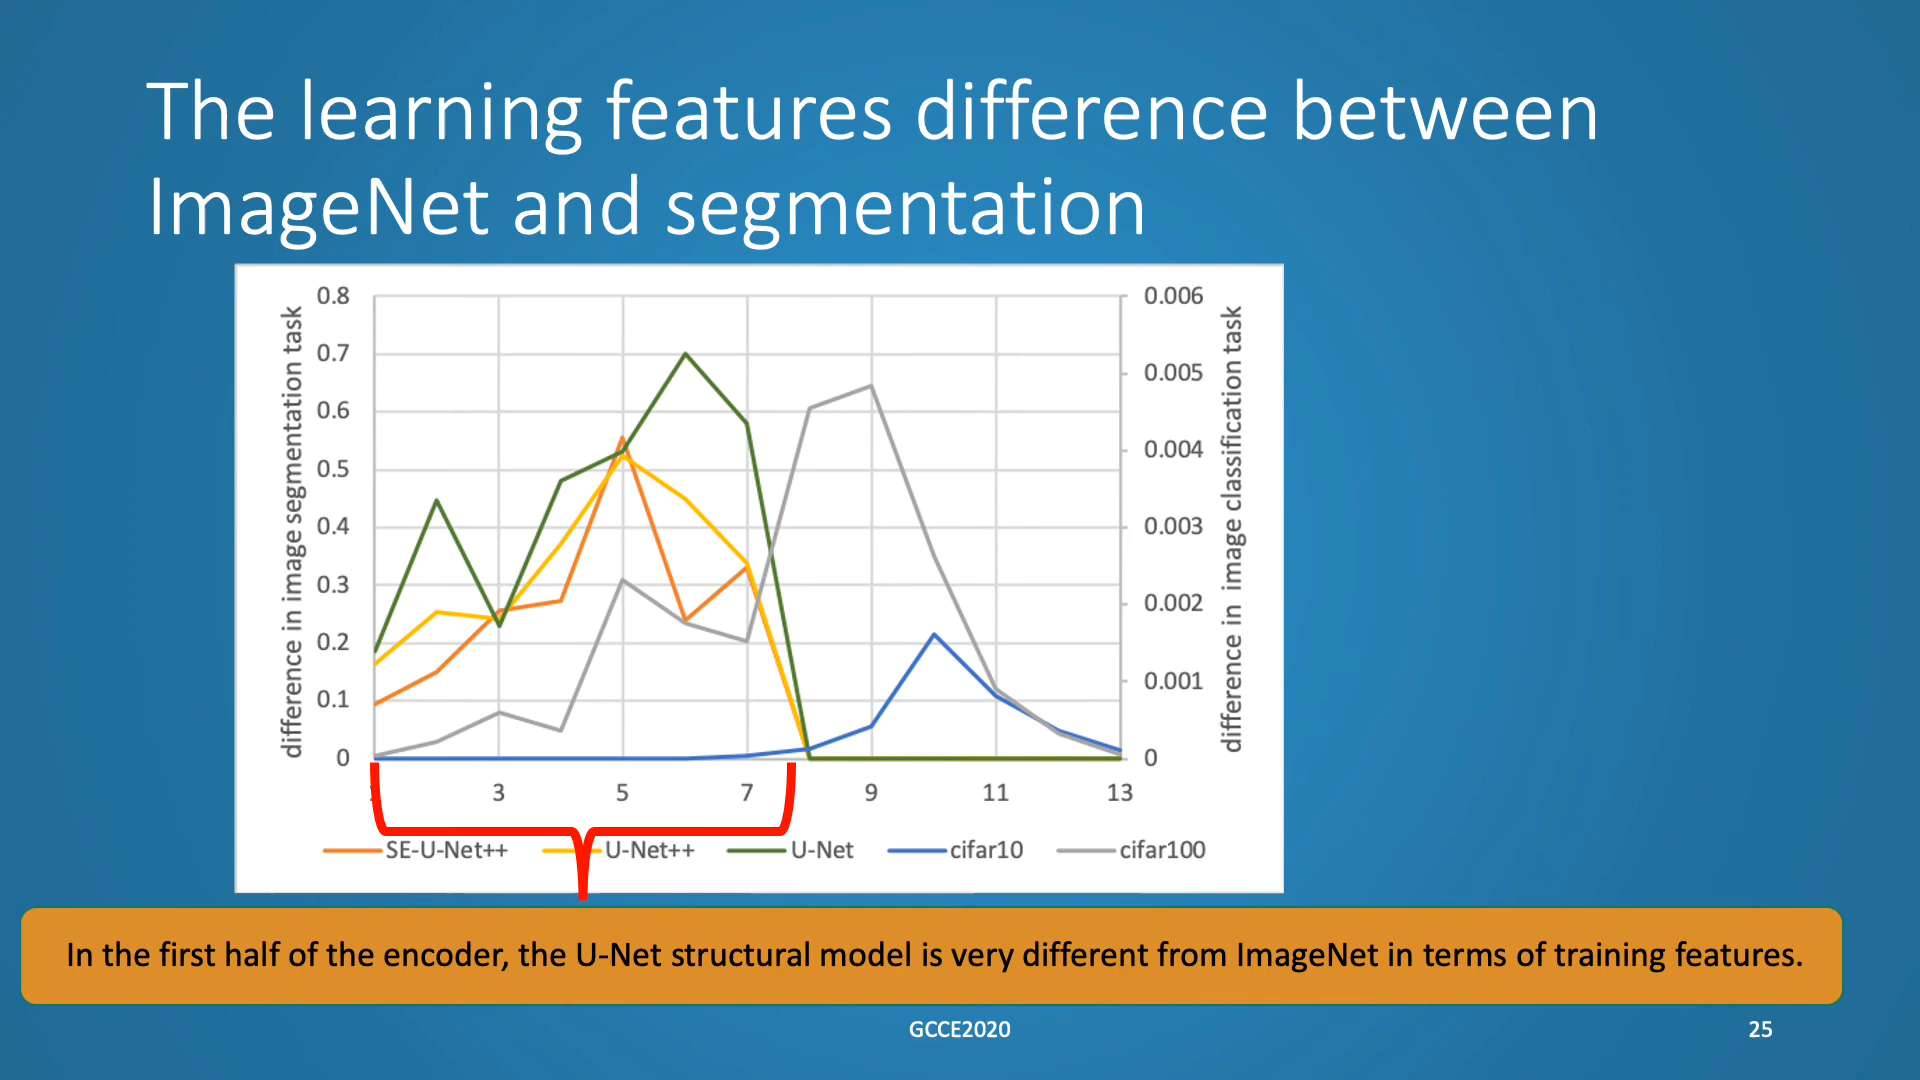 The learning features difference between
ImageNet and segmentation
difference in image segmentation task
0.8
0.7
0.6
0.5
0.4
0.3
0.2
0.1
0
0.006
0.005
0.004
0.003
0.002
0.001
0
difference in image classification task
3
5
7
9
11
13
SE-U-Net++
U-Net++
U-Net
cifar10
cifar100
In the first half of the encoder, the U-Net structural model is very different from ImageNet in terms of training features.
GCCE2020
25